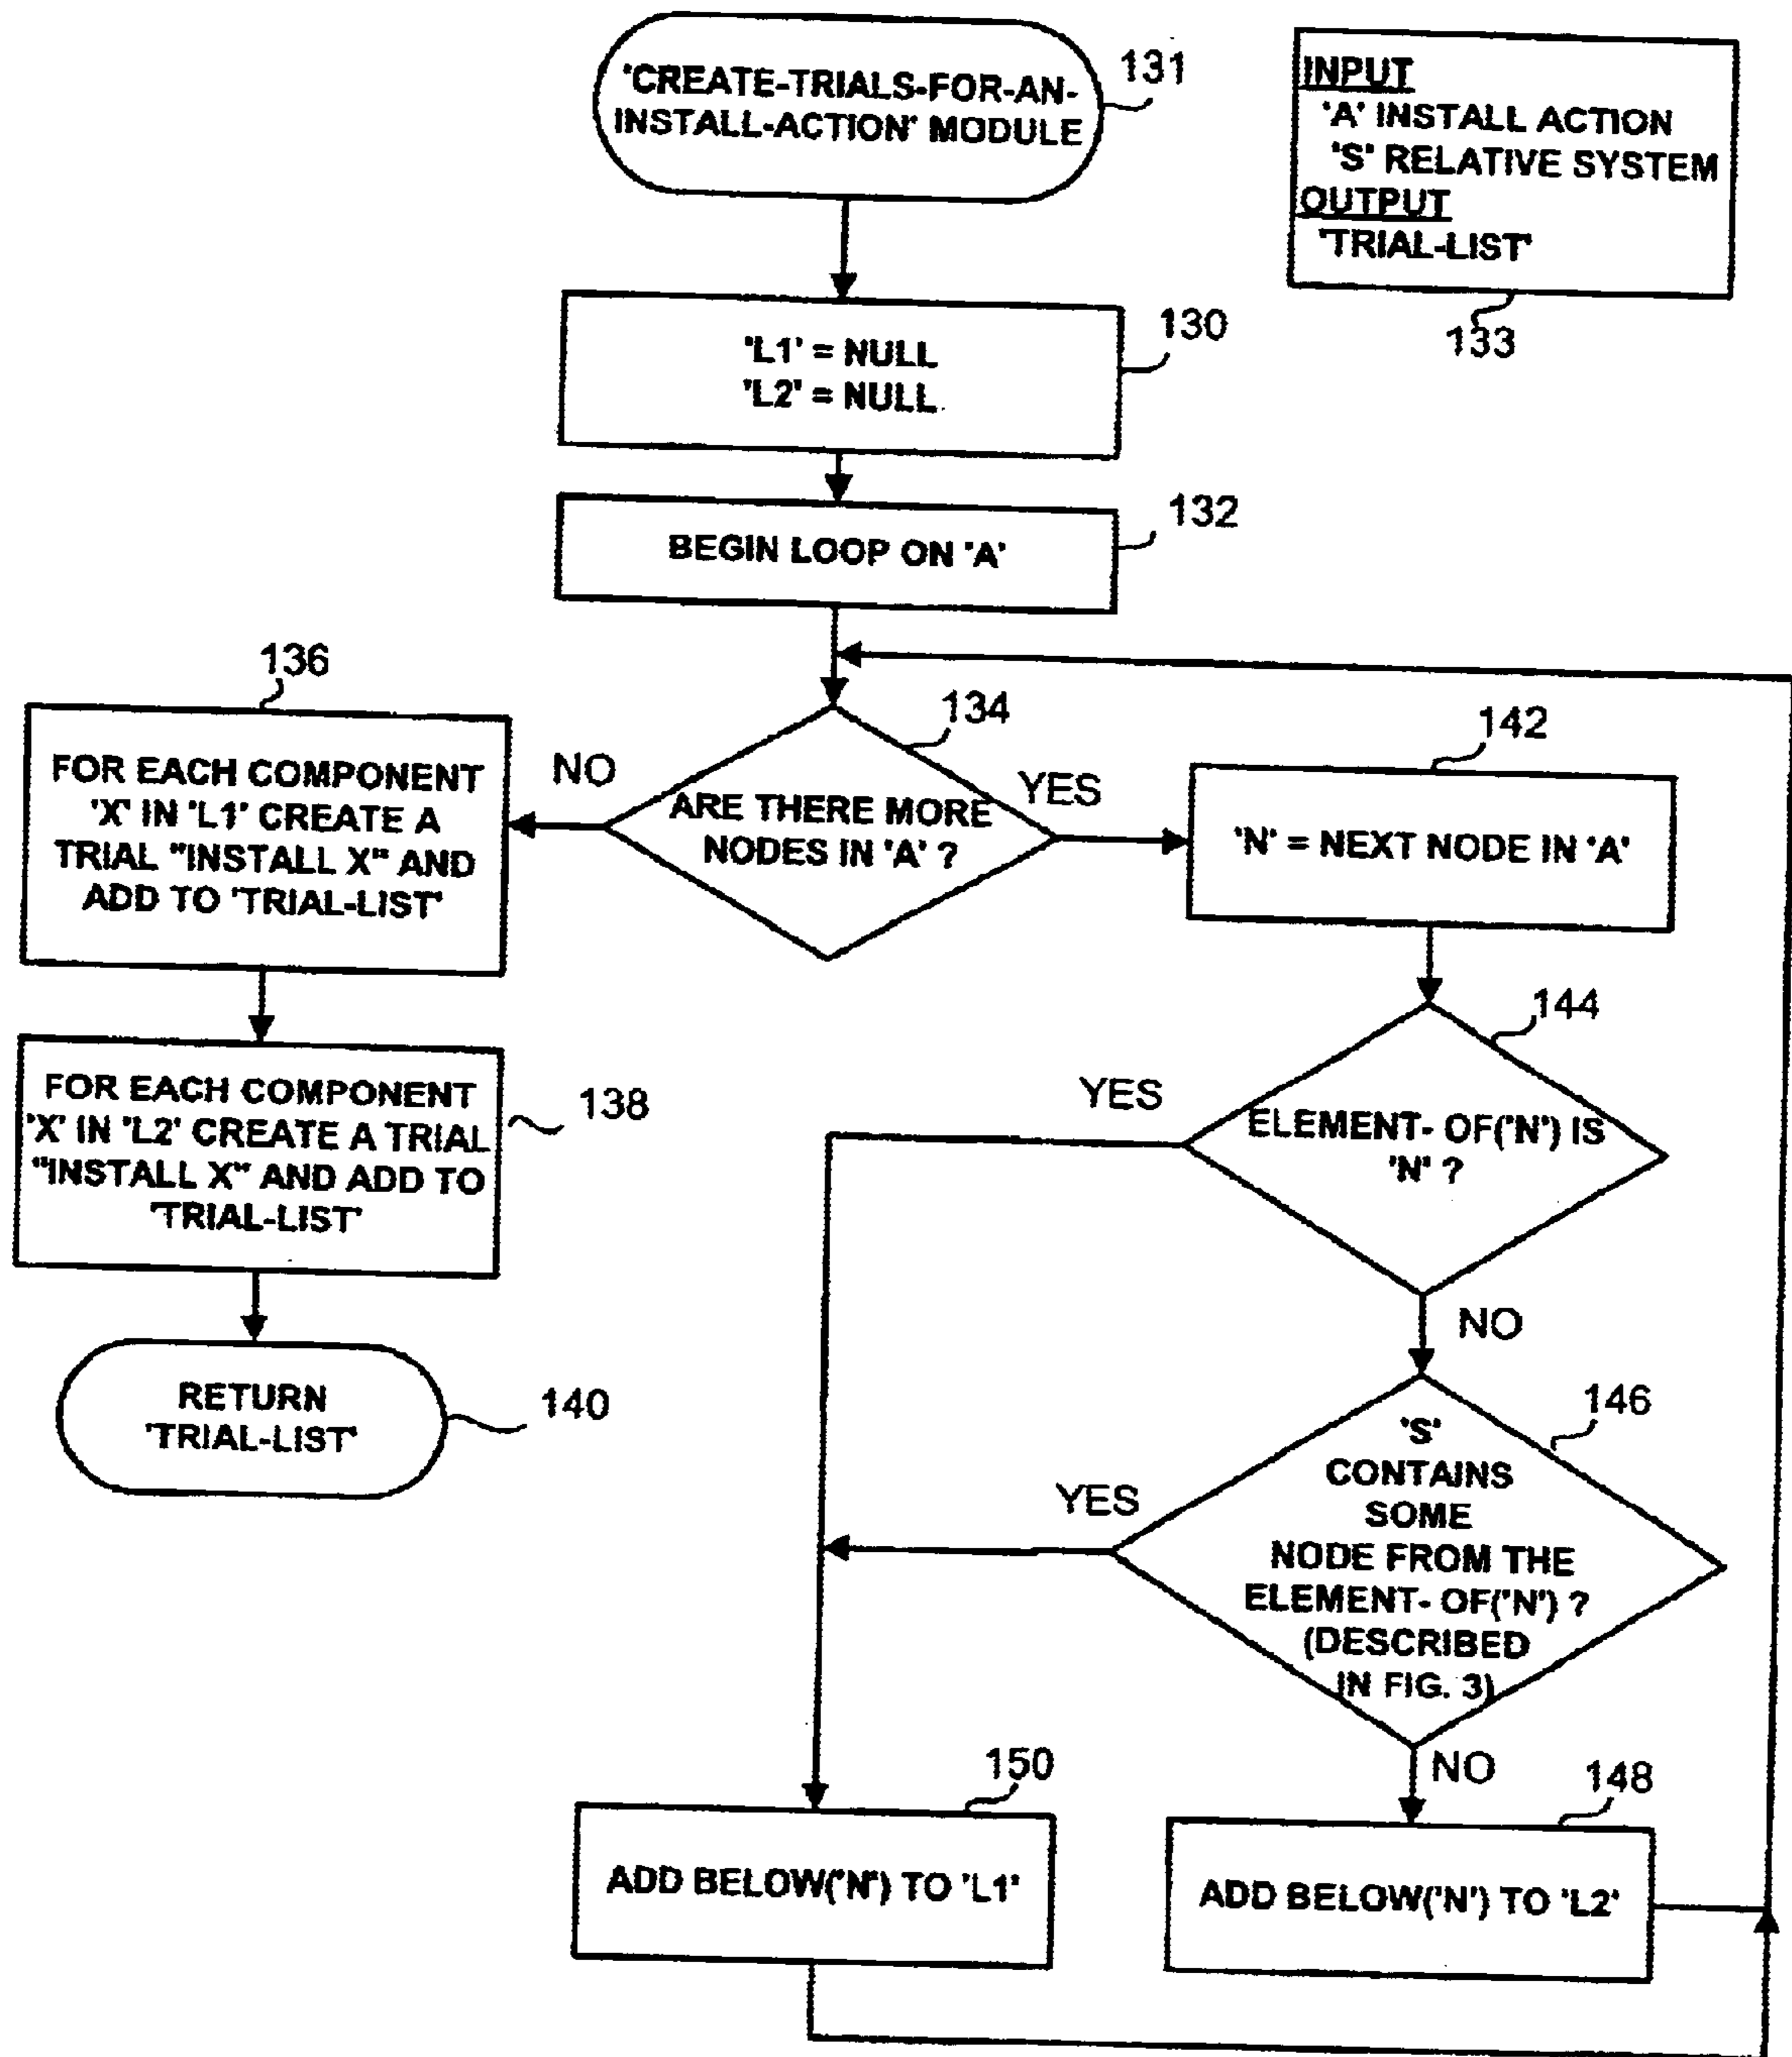 'CREATE-TRIALS-FOR-AN-
INSTALL-ACTION' MODULE
131
INPUT
'A' INSTALL ACTION
'S' RELATIVE SYSTEM
OUTPUT
'TRIAL-LIST'
133
'L1' = NULL
'L2' = NULL
130
BEGIN LOOP ON 'A'
132
136
FOR EACH COMPONENT
'X' IN 'L1' CREATE A
TRIAL "INSTALL X" AND
ADD TO 'TRIAL-LIST'
NO
134
ARE THERE MORE
NODES IN 'A' ?
YES
142
'N' = NEXT NODE IN 'A'
144
YES
ELEMENT- OF('N') IS
'N' ?
NO
FOR EACH COMPONENT
'X' IN 'L2' CREATE A TRIAL
"INSTALL X" AND ADD TO
'TRIAL-LIST'
138
RETURN
'TRIAL-LIST'
140
146
YES
'S'
CONTAINS
SOME
NODE FROM THE
ELEMENT- OF('N') ?
(DESCRIBED
IN FIG. 3)
NO
150
ADD BELOW('N') TO 'L1'
148
ADD BELOW('N') TO 'L2'